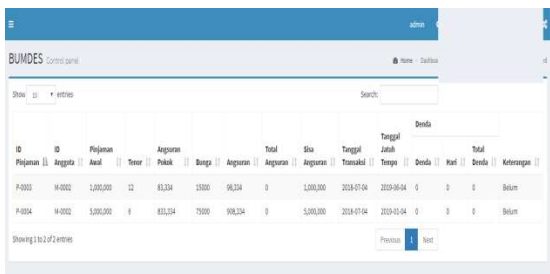 admin
BUMDES Control panel
Home
Show 10 entries
Search:
Denda
ID Pinjaman ID Anggota Pinjaman Awal Tenor Angsuran Pokok Bunga Angsuran Total Angsuran Sisa Angsuran Tanggal Transaksi Tanggal Jatuh Tempo Denda Hari Total Denda Keterangan
P-0003 M-0002 1,000,000 12 83,334 15000 98,334 0 1,000,000 2018-07-04 2019-06-04 0 0 0 Belum
P-0004 M-0002 5,000,000 6 833,334 75000 908,334 0 5,000,000 2018-07-04 2019-01-04 0 0 0 Belum
Showing 1 to 2 of 2 entries
Previous 1 Next